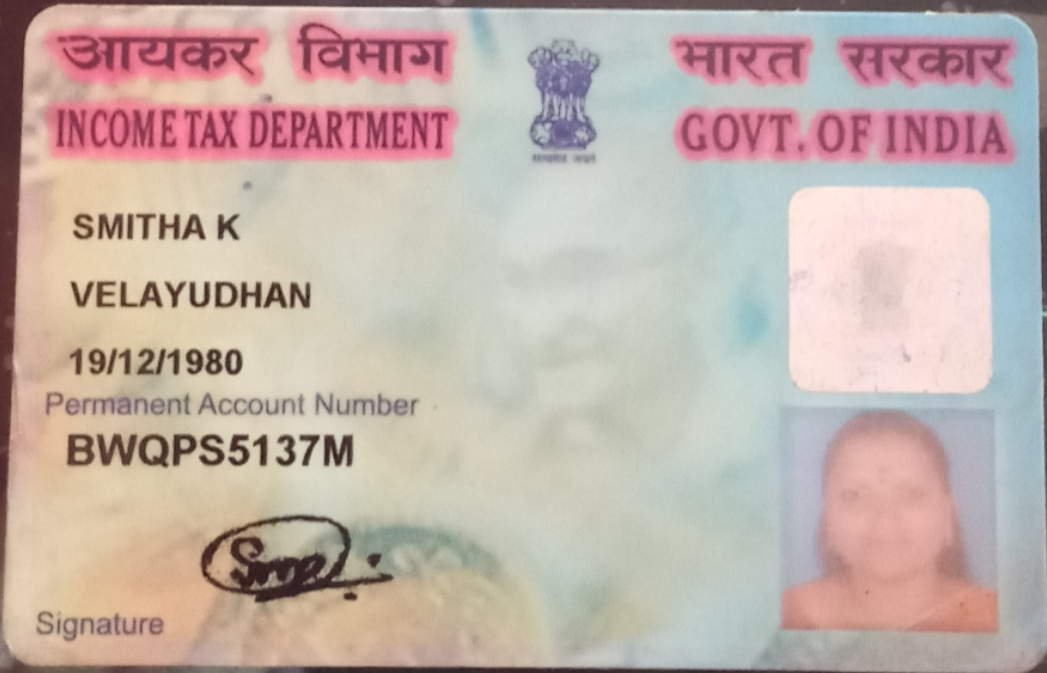 आयकर विभाग
भारत सरकार
INCOME TAX DEPARTMENT
GOVT. OF INDIA
सत्यमेव जयते
SMITHA K
VELAYUDHAN
19/12/1980
Permanent Account Number
BWQPS5137M
Signature